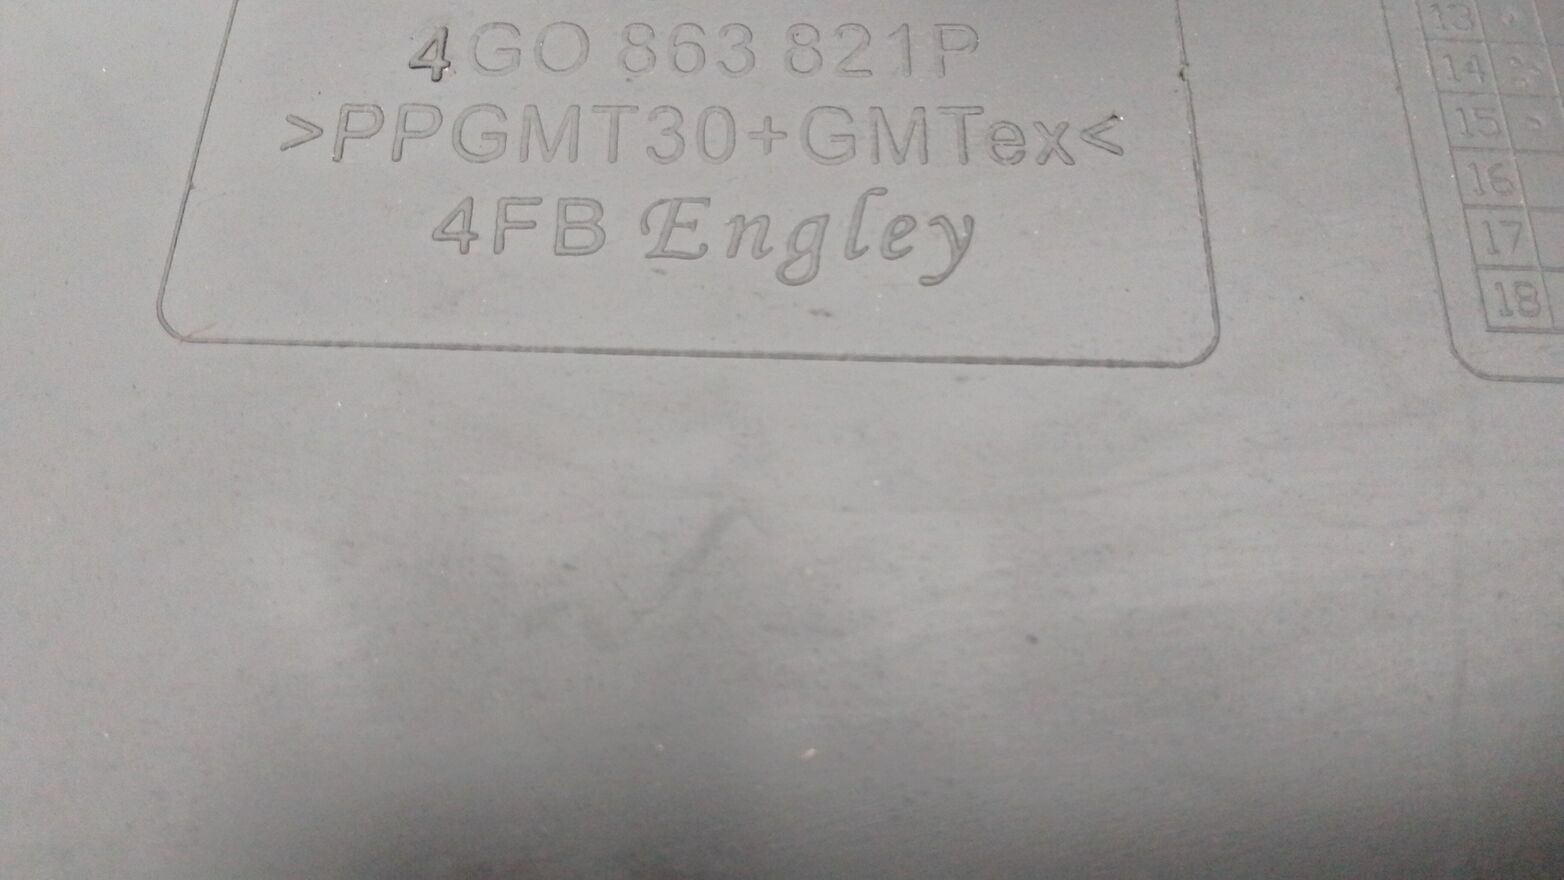 4GO 863 821P
>PPGMT30+GMTex<
4FB Engley
13
14
15
16
17
18